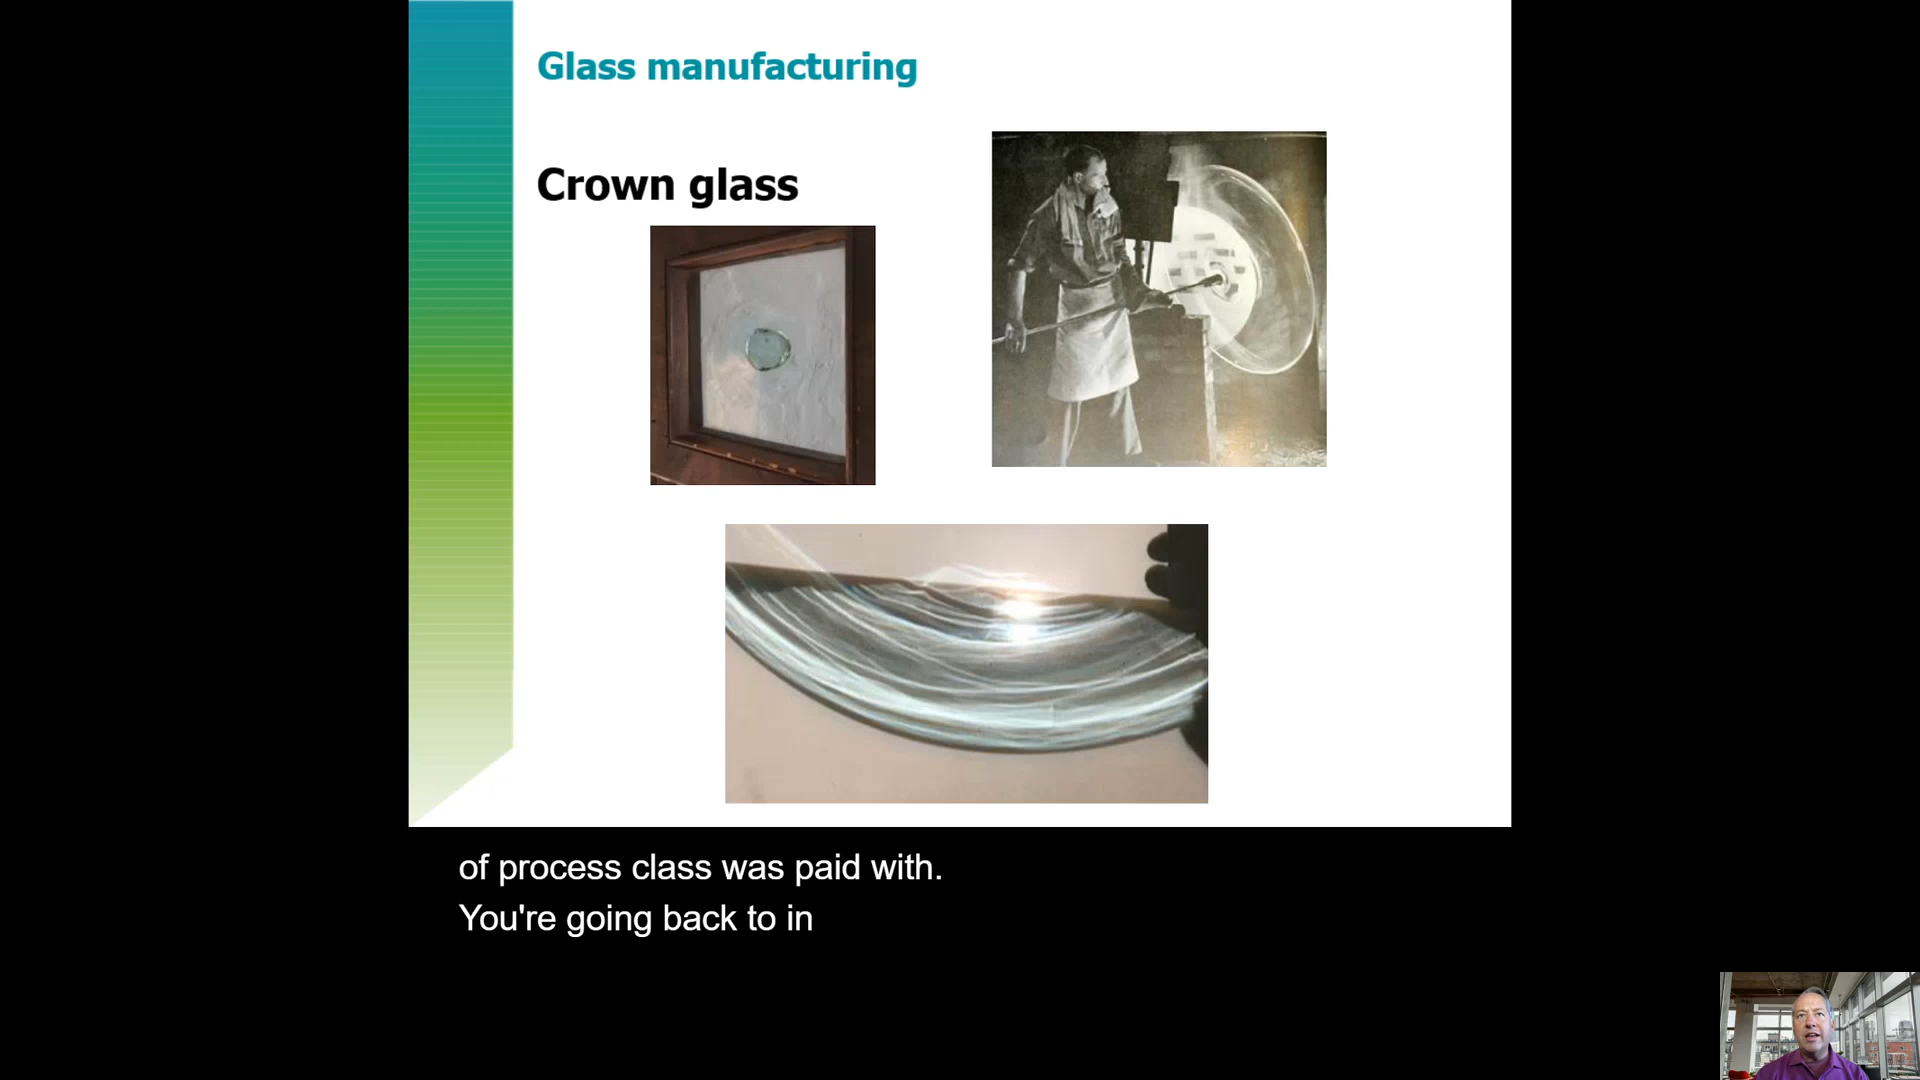 Glass manufacturing
Crown glass
of process class was paid with.
You're going back to in